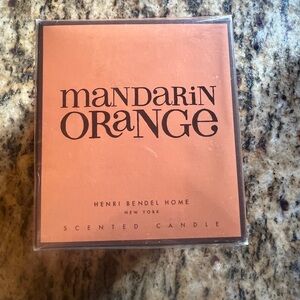 maNDaRiN
ORaNGe
HENRI BENDEL HOME
NEW YORK
SCENTED CANDLE